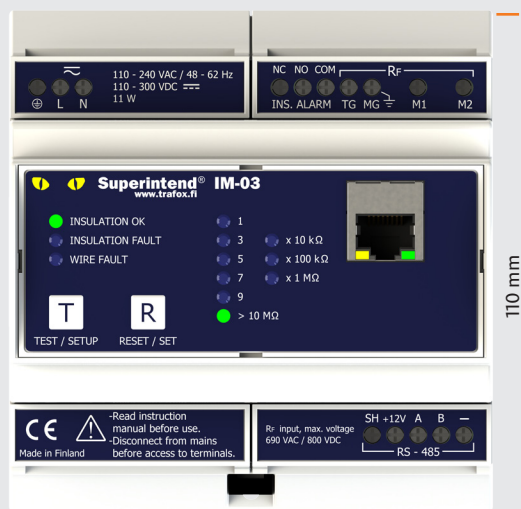 110 - 240 VAC / 48 - 62 Hz
110 - 300 VDC
11 W
L N
NC NO COM RF
INS. ALARM TG MG M1 M2
Superintend® IM-03
www.trafox.fi
INSULATION OK
INSULATION FAULT
WIRE FAULT
1
3 x 10 kΩ
5 x 100 kΩ
7 x 1 MΩ
9
> 10 MΩ
T R
TEST / SETUP RESET / SET
110 mm
CE
Made in Finland
-Read instruction
manual before use.
-Disconnect from mains
before access to terminals.
RF input, max. voltage
690 VAC / 800 VDC
SH +12V A B —
RS - 485